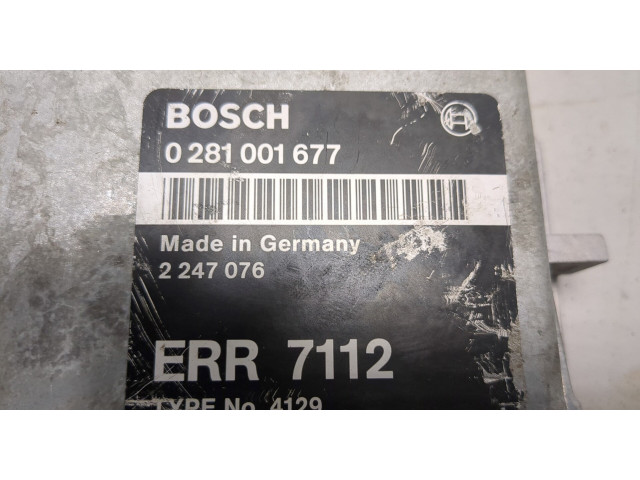 BOSCH
0 281 001 677
Made in Germany
2 247 076
ERR 7112
TYPE No. 4129